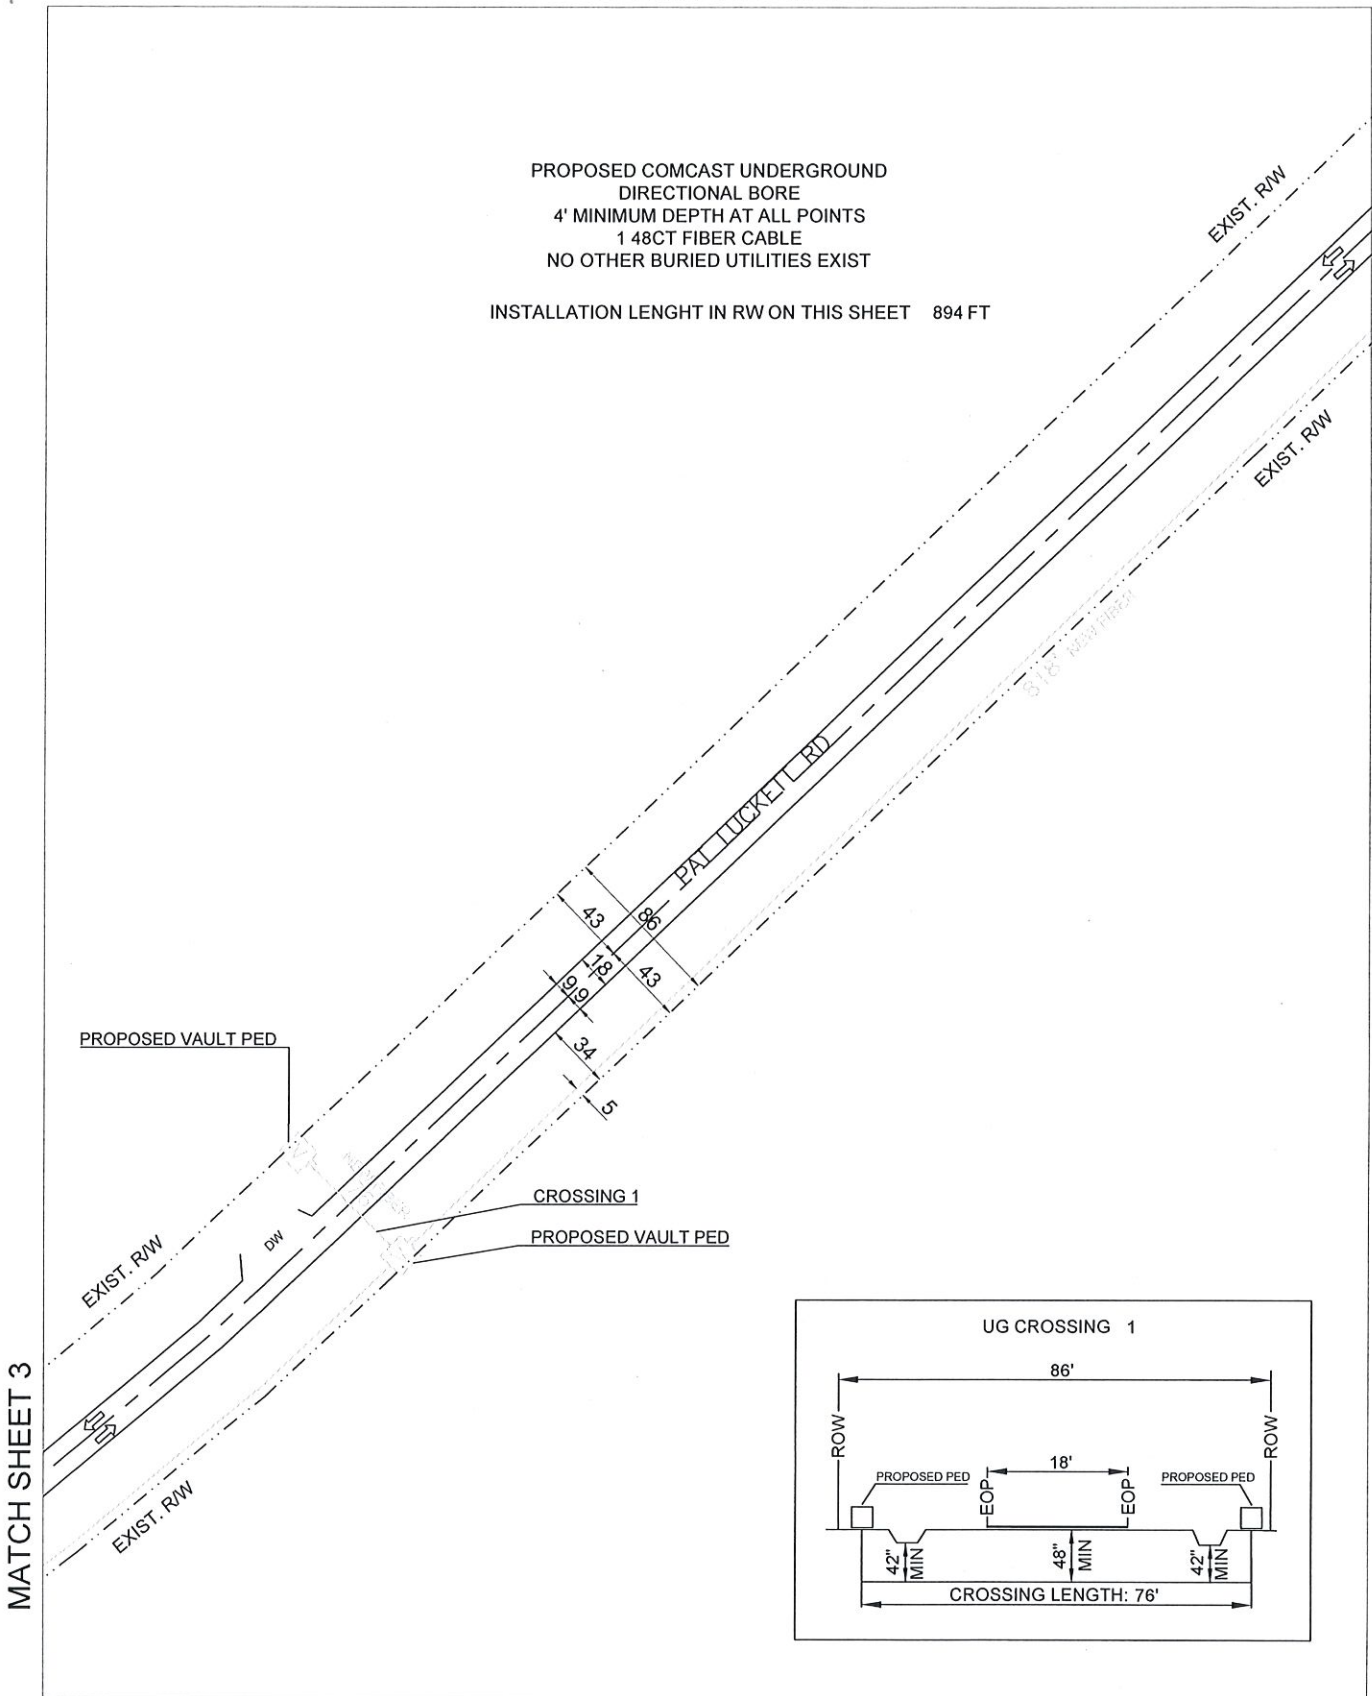 PROPOSED COMCAST UNDERGROUND
DIRECTIONAL BORE
4' MINIMUM DEPTH AT ALL POINTS
1 48CT FIBER CABLE
NO OTHER BURIED UTILITIES EXIST
INSTALLATION LENGHT IN RW ON THIS SHEET 894 FT
EXIST. R/W
EXIST. R/W
818' NEW FIBER
PAT LUCKETT RD
43
86
18
43
9
9
34
5
PROPOSED VAULT PED
CROSSING 1
PROPOSED VAULT PED
DW
EXIST. R/W
EXIST. R/W
MATCH SHEET 3
UG CROSSING 1
86'
ROW
ROW
18'
PROPOSED PED
EOP
EOP
PROPOSED PED
42"
MIN
48"
MIN
42"
MIN
CROSSING LENGTH: 76'